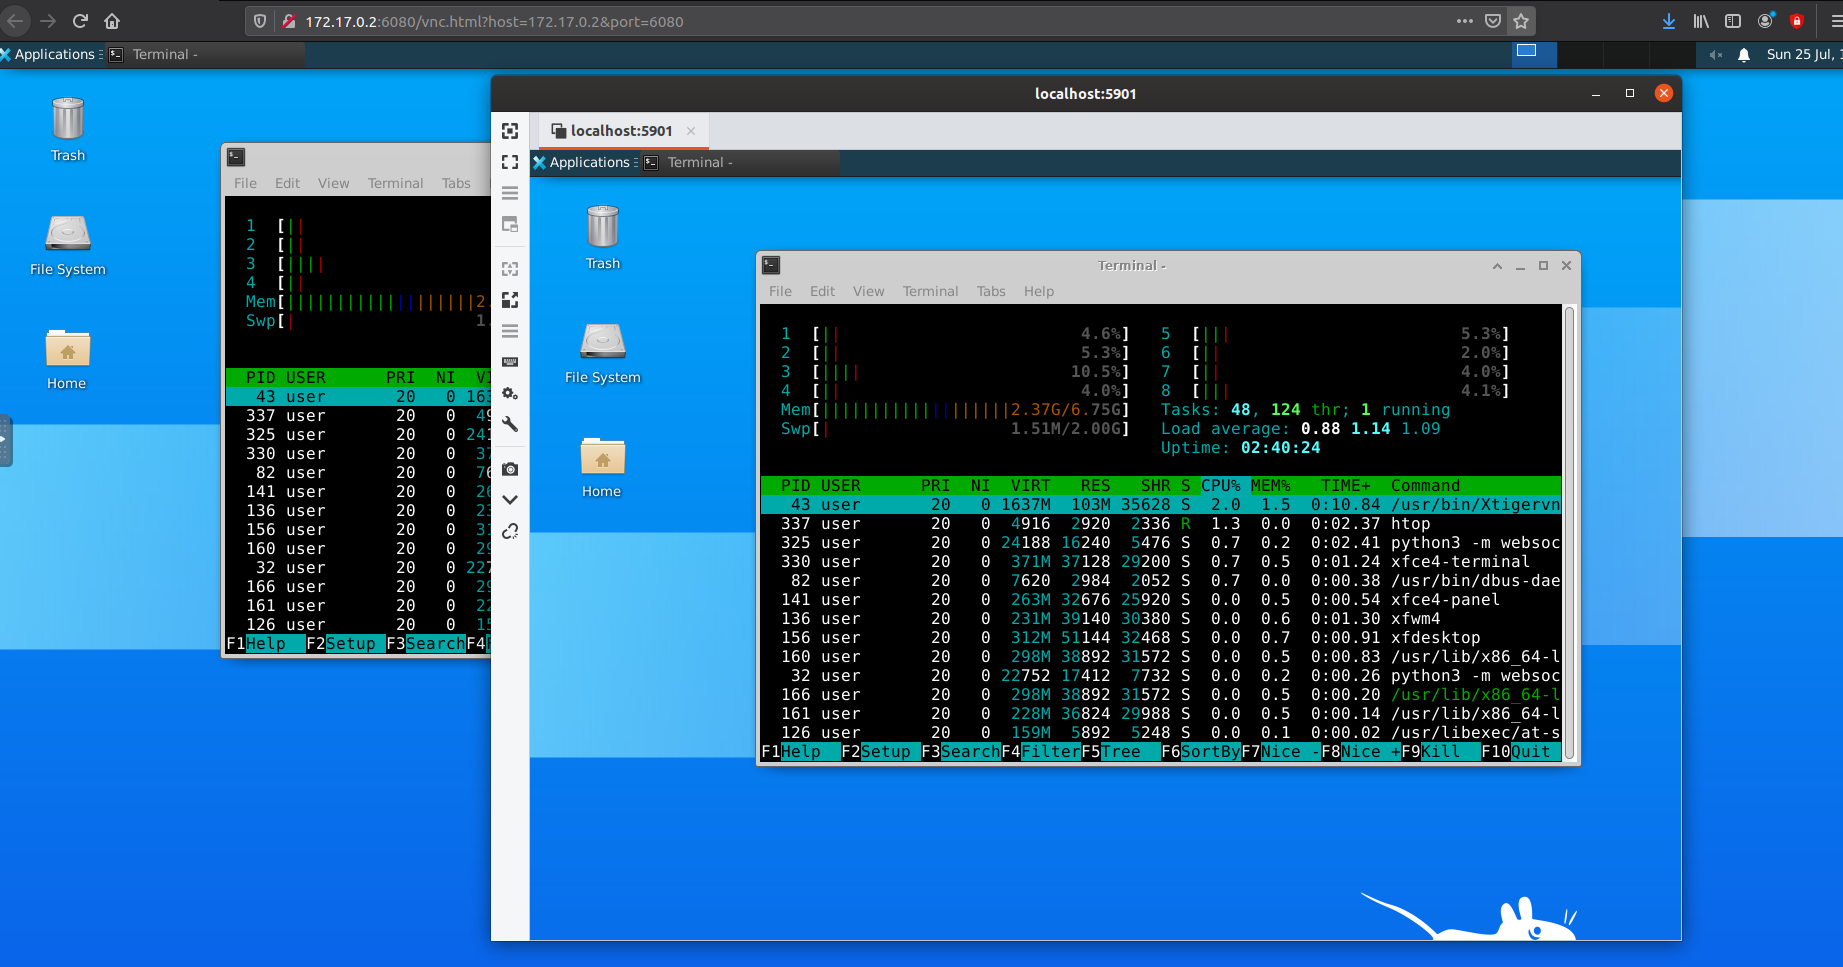 172.17.0.2:6080/vnc.html?host=172.17.0.2&port=6080
Applications Terminal - Sun 25 Jul,
Trash
File System
Home
File Edit View Terminal Tabs
1 [||
2 [||
3 [||||
4 [||
Mem[|||||||||||||||||||2.
Swp[| 1.
PID USER PRI NI VI
43 user 20 0 163
337 user 20 0 49
325 user 20 0 241
330 user 20 0 37
82 user 20 0 76
141 user 20 0 26
136 user 20 0 23
156 user 20 0 31
160 user 20 0 29
32 user 20 0 227
166 user 20 0 29
161 user 20 0 22
126 user 20 0 15
F1Help F2Setup F3SearchF4
localhost:5901
localhost:5901
Applications Terminal -
Trash
File System
Home
Terminal -
File Edit View Terminal Tabs Help
1 [|| 4.6%] 5 [||| 5.3%]
2 [|| 5.3%] 6 [|| 2.0%]
3 [|||| 10.5%] 7 [|| 4.0%]
4 [|| 4.0%] 8 [||| 4.1%]
Mem[|||||||||||||||||||2.37G/6.75G] Tasks: 48, 124 thr; 1 running
Swp[| 1.51M/2.00G] Load average: 0.88 1.14 1.09
Uptime: 02:40:24
PID USER PRI NI VIRT RES SHR S CPU% MEM% TIME+ Command
43 user 20 0 1637M 103M 35628 S 2.0 1.5 0:10.84 /usr/bin/Xtigervn
337 user 20 0 4916 2920 2336 R 1.3 0.0 0:02.37 htop
325 user 20 0 24188 16240 5476 S 0.7 0.2 0:02.41 python3 -m websoc
330 user 20 0 371M 37128 29200 S 0.7 0.5 0:01.24 xfce4-terminal
82 user 20 0 7620 2984 2052 S 0.7 0.0 0:00.38 /usr/bin/dbus-dae
141 user 20 0 263M 32676 25920 S 0.0 0.5 0:00.54 xfce4-panel
136 user 20 0 231M 39140 30380 S 0.0 0.6 0:01.30 xfwm4
156 user 20 0 312M 51144 32468 S 0.0 0.7 0:00.91 xfdesktop
160 user 20 0 298M 38892 31572 S 0.0 0.5 0:00.83 /usr/lib/x86_64-l
32 user 20 0 22752 17412 7732 S 0.0 0.2 0:00.26 python3 -m websoc
166 user 20 0 298M 38892 31572 S 0.0 0.5 0:00.20 /usr/lib/x86_64-l
161 user 20 0 228M 36824 29988 S 0.0 0.5 0:00.14 /usr/lib/x86_64-l
126 user 20 0 159M 5892 5248 S 0.0 0.1 0:00.02 /usr/libexec/at-s
F1Help F2Setup F3SearchF4FilterF5Tree F6SortByF7Nice -F8Nice +F9Kill F10Quit